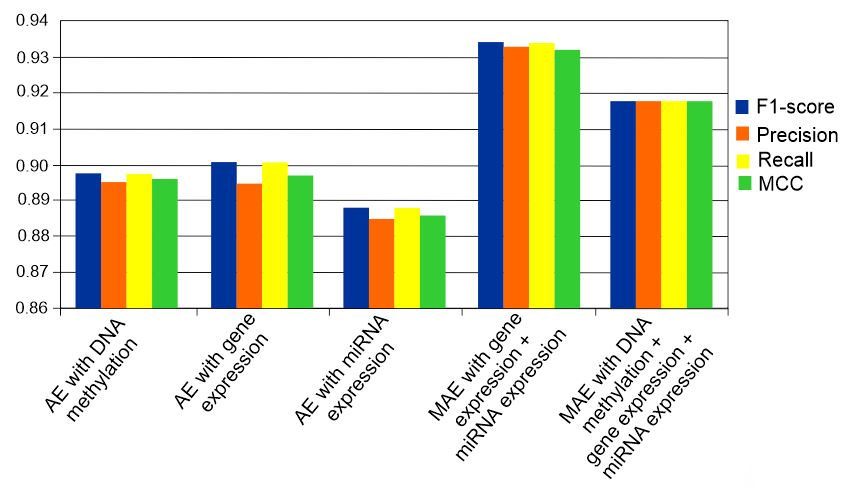 0.94
0.93
0.92
0.91
0.90
0.89
0.88
0.87
0.86
F1-score
Precision
Recall
MCC
AE with DNA
methylation
AE with gene
expression
AE with miRNA
expression
MAE with gene
expression +
miRNA expression
MAE with DNA
methylation +
gene expression +
miRNA expression